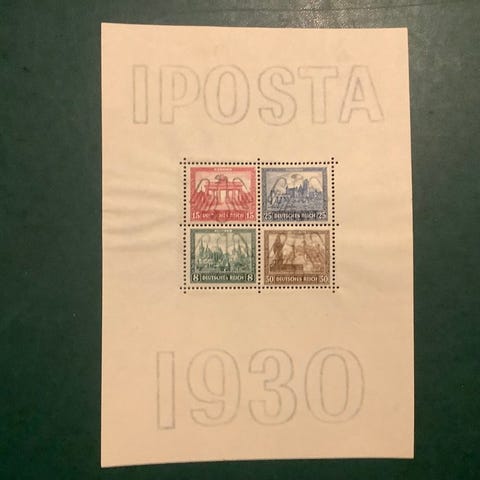 IPOSTA
15 DEUTSCHES REICH 15
25 DEUTSCHES REICH 25
8 DEUTSCHES REICH 8
50 DEUTSCHES REICH 50
1930